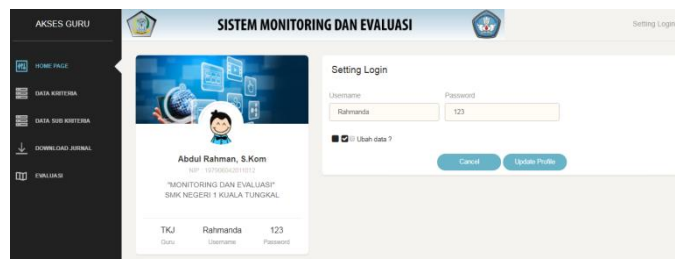 AKSES GURU
SISTEM MONITORING DAN EVALUASI
Setting Login
HOME PAGE
DATA KRITERIA
DATA SUB KRITERIA
DOWNLOAD JURNAL
EVALUASI
Abdul Rahman, S.Kom
"MONITORING DAN EVALUASI"
SMK NEGERI 1 KUALA TUNGKAL
TKJ Rahmanda 123
Guru Username Password
Setting Login
Username Password
Rahmanda 123
Ubah data ?
Cancel Update Profile